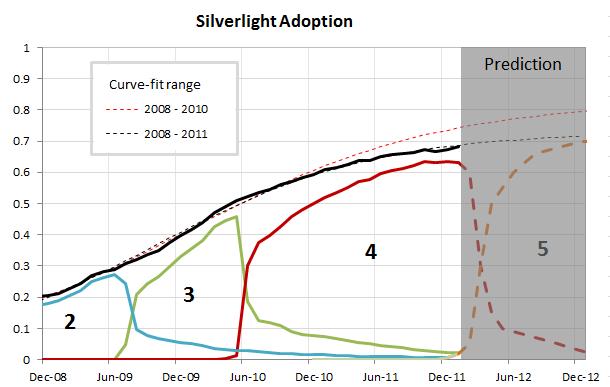 Silverlight Adoption
1
0.9
0.8
0.7
0.6
0.5
0.4
0.3
0.2
0.1
0
Curve-fit range
2008 - 2010
2008 - 2011
Prediction
2
3
4
5
Dec-08 Jun-09 Dec-09 Jun-10 Dec-10 Jun-11 Dec-11 Jun-12 Dec-12